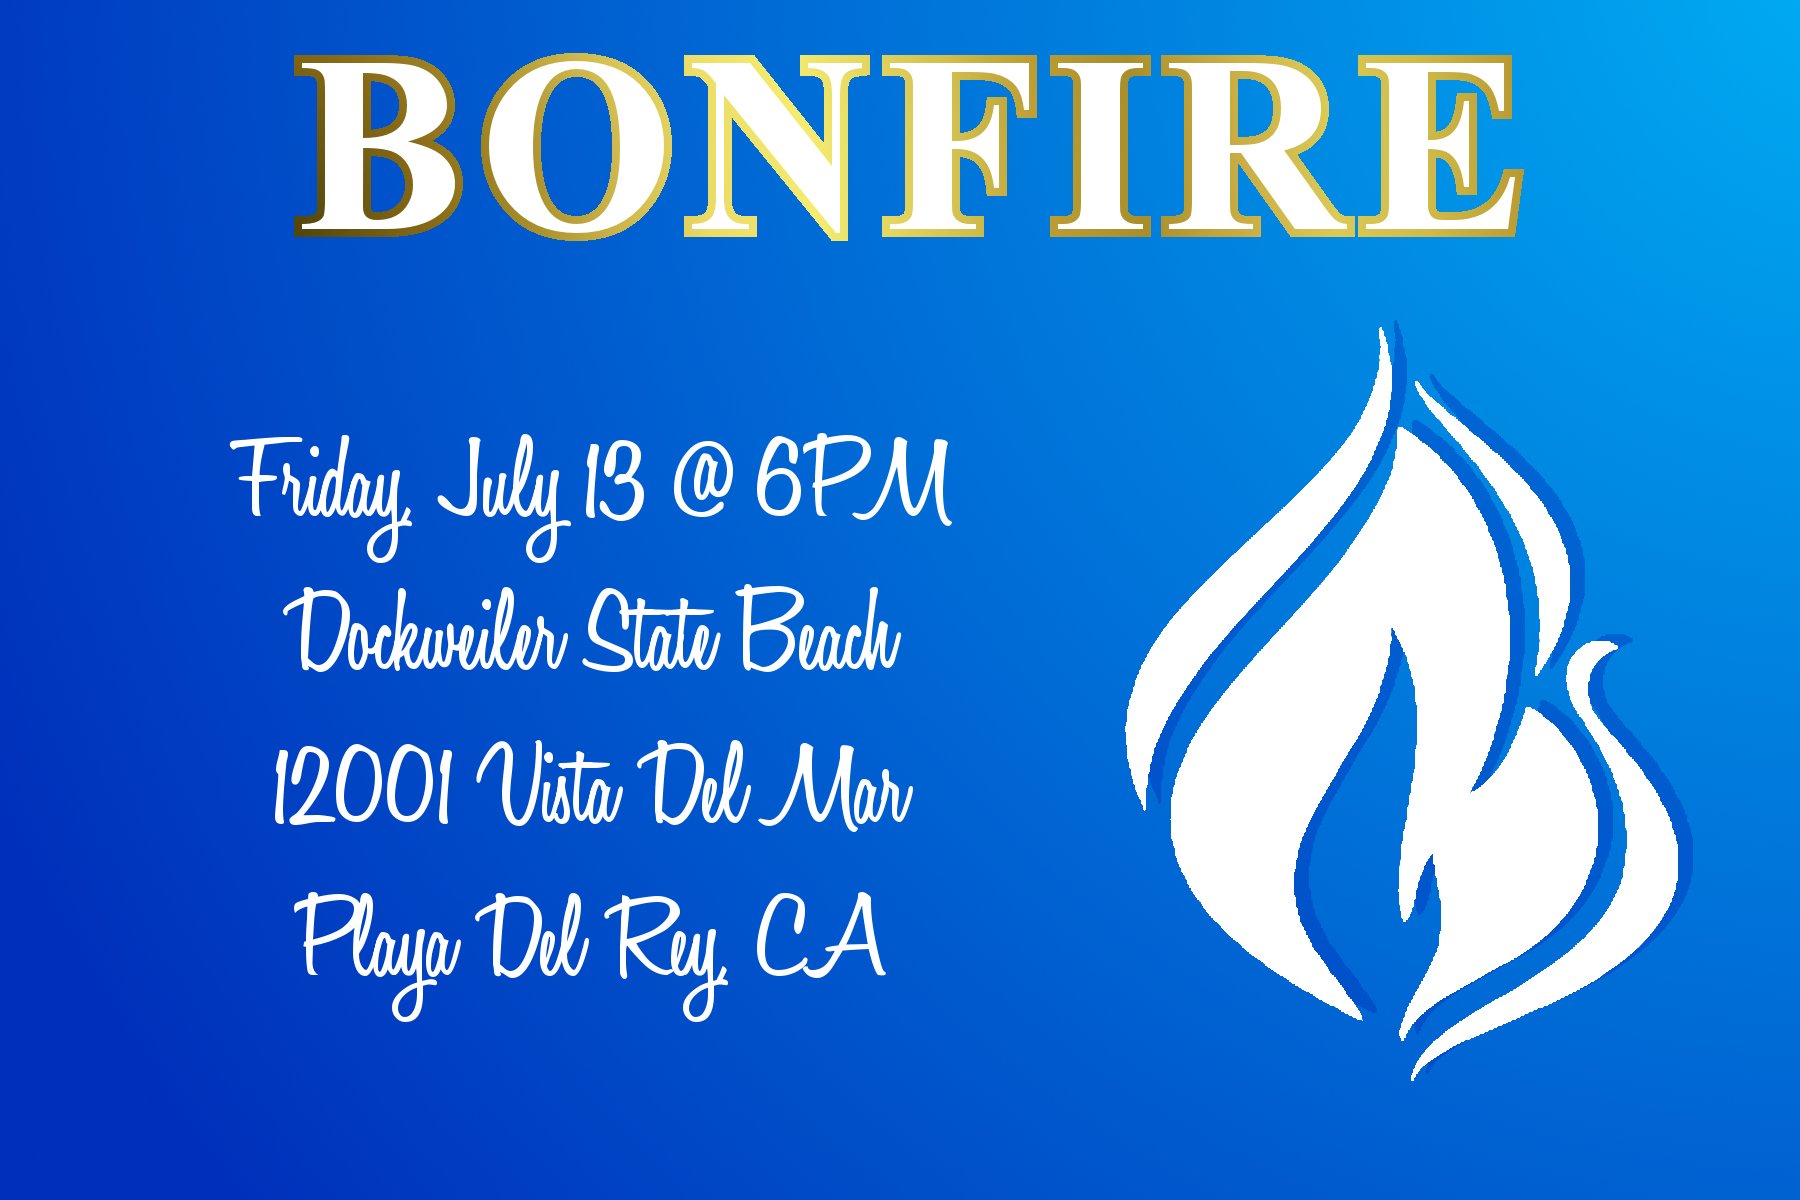 BONFIRE
Friday, July 13 @ 6PM
Dockweiler State Beach
12001 Vista Del Mar
Playa Del Rey, CA